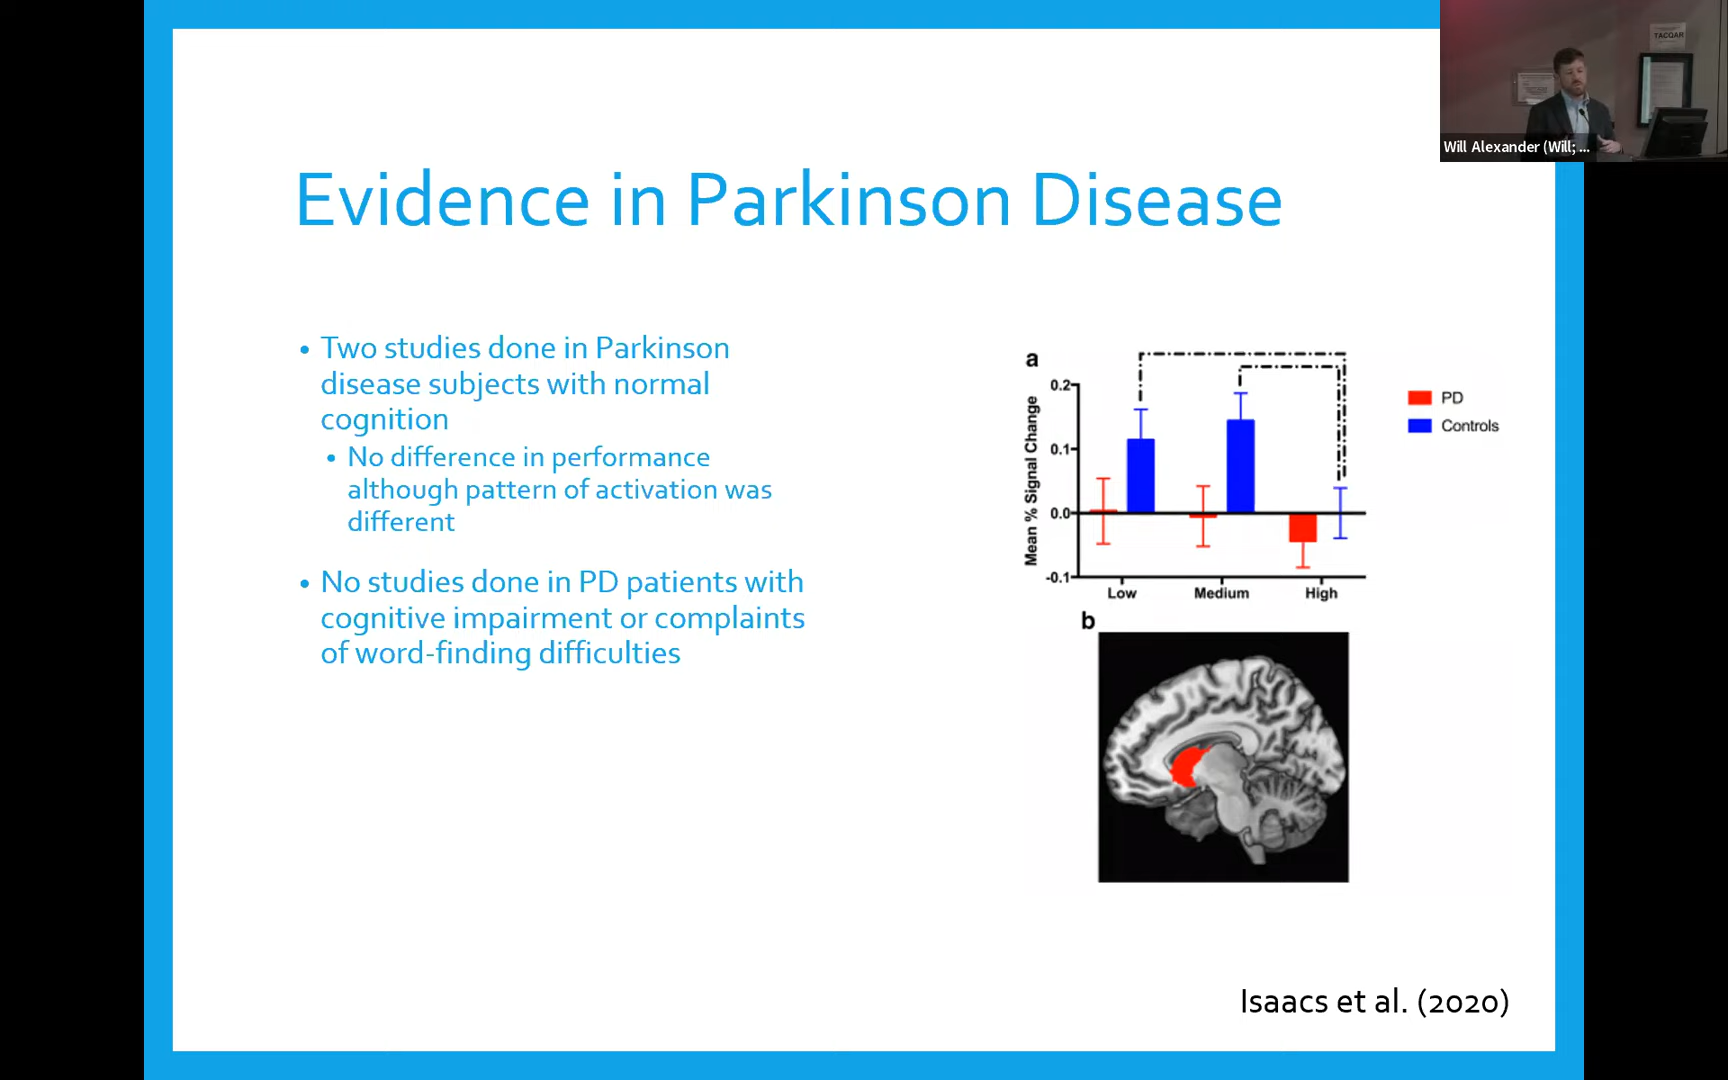 TACQAR
Will Alexander (Will; ...
Evidence in Parkinson Disease
• Two studies done in Parkinson
disease subjects with normal
cognition
• No difference in performance
although pattern of activation was
different
• No studies done in PD patients with
cognitive impairment or complaints
of word-finding difficulties
a
Mean % Signal Change
0.2
0.1
0.0
-0.1
Low Medium High
PD
Controls
b
Isaacs et al. (2020)